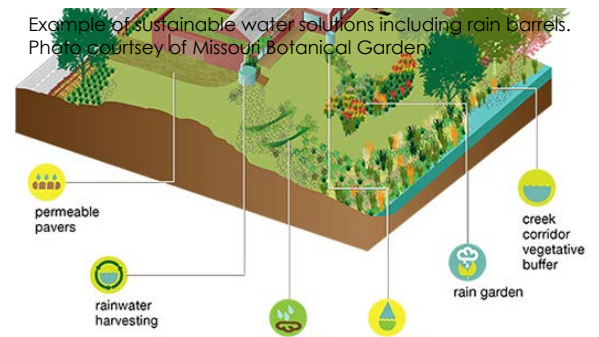 Example of sustainable water solutions including rain barrels.
Photo courtsey of Missouri Botanical Garden.
permeable
pavers
rainwater
harvesting
rain garden
creek
corridor
vegetative
buffer